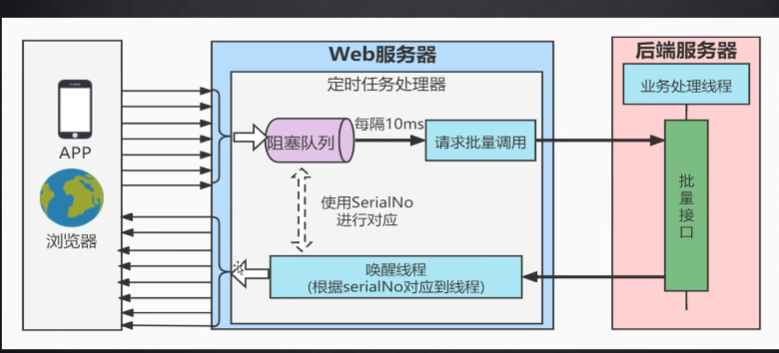 Web服务器
后端服务器
定时任务处理器
业务处理线程
APP
浏览器
阻塞队列
每隔10ms
请求批量调用
使用SerialNo
进行对应
批量接口
唤醒线程
(根据serialNo对应到线程)